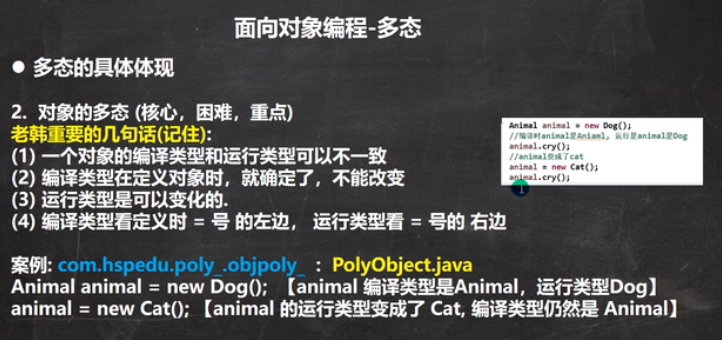 面向对象编程-多态
● 多态的具体体现
2. 对象的多态 (核心，困难，重点)
老韩重要的几句话(记住):
(1) 一个对象的编译类型和运行类型可以不一致
(2) 编译类型在定义对象时，就确定了，不能改变
(3) 运行类型是可以变化的.
(4) 编译类型看定义时 = 号 的左边， 运行类型看 = 号的 右边
Animal animal = new Dog();
//编译时animal是Aniaml, 运行是animal是Dog
animal.cry();
//animal变成了cat
animal = new Cat();
animal.cry();
案例: com.hspedu.poly_.objpoly_ : PolyObject.java
Animal animal = new Dog(); 【animal 编译类型是Animal，运行类型Dog】
animal = new Cat(); 【animal 的运行类型变成了 Cat, 编译类型仍然是 Animal】